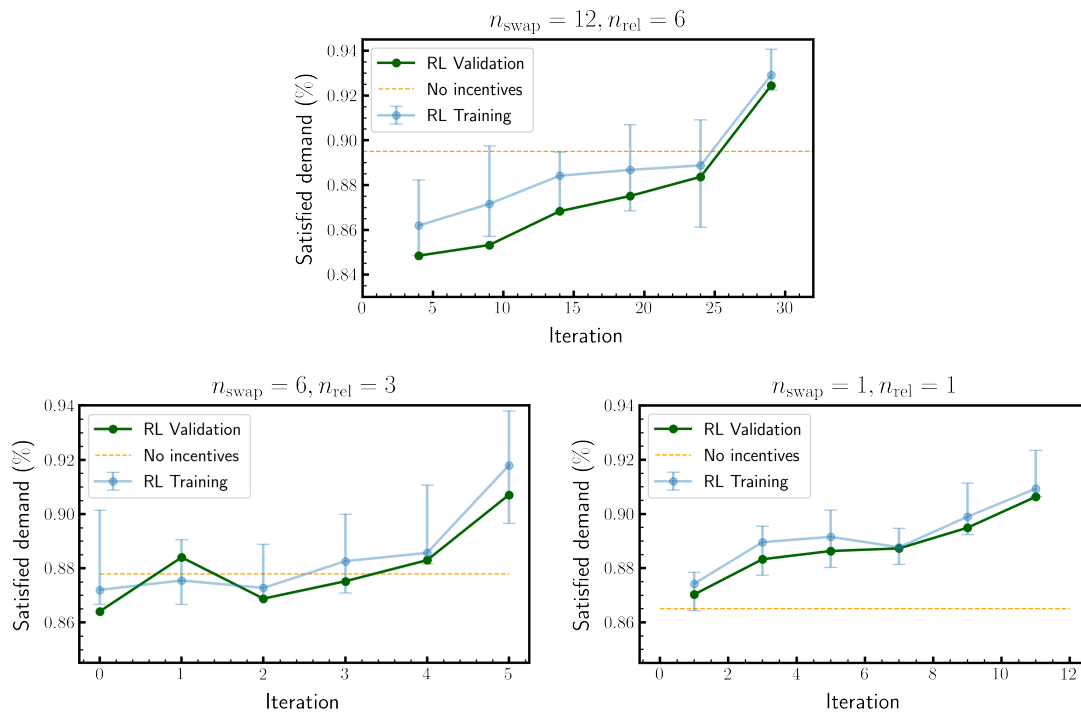 n_swap = 12, n_rel = 6
Satisfied demand (%)
0.94
0.92
0.90
0.88
0.86
0.84
RL Validation
No incentives
RL Training
0 5 10 15 20 25 30
Iteration
n_swap = 6, n_rel = 3
Satisfied demand (%)
0.94
0.92
0.90
0.88
0.86
RL Validation
No incentives
RL Training
0 1 2 3 4 5
Iteration
n_swap = 1, n_rel = 1
Satisfied demand (%)
0.94
0.92
0.90
0.88
0.86
RL Validation
No incentives
RL Training
0 2 4 6 8 10 12
Iteration